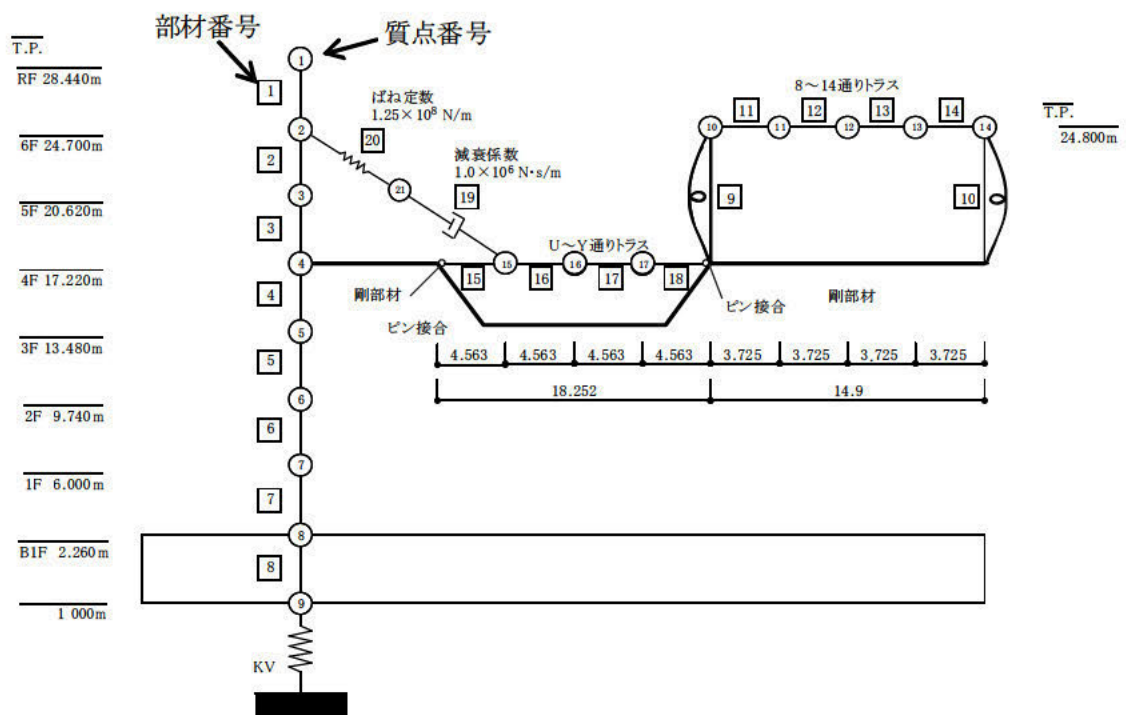 部材番号
質点番号
T.P.
RF 28.440m
6F 24.700m
5F 20.620m
4F 17.220m
3F 13.480m
2F 9.740m
1F 6.000m
B1F 2.260m
1 000m
1
2
3
4
5
6
7
8
1
2
3
4
5
6
7
8
9
KV
ばね定数
1.25×10⁸ N/m
20
21
減衰係数
1.0×10⁶ N・s/m
19
U～Y通りトラス
15
16
17
15
16
17
18
剛部材
ピン接合
ピン接合
剛部材
8～14通りトラス
11
12
13
14
10
11
12
13
14
9
10
T.P.
24.800m
4.563
4.563
4.563
4.563
3.725
3.725
3.725
3.725
18.252
14.9